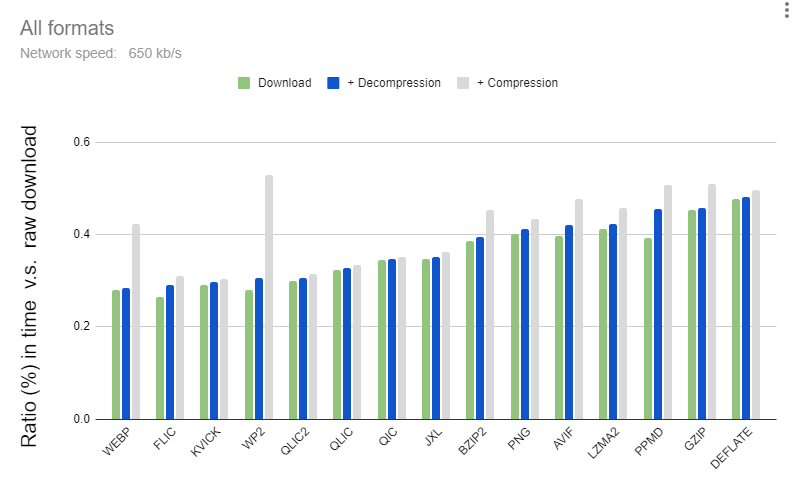 All formats
Network speed: 650 kb/s
Download + Decompression + Compression
Ratio (%) in time v.s. raw download
0.6
0.4
0.2
0.0
WEBP FLIC KVICK WP2 QLIC2 QLIC QIC JXL BZIP2 PNG AVIF LZMA2 PPMD GZIP DEFLATE